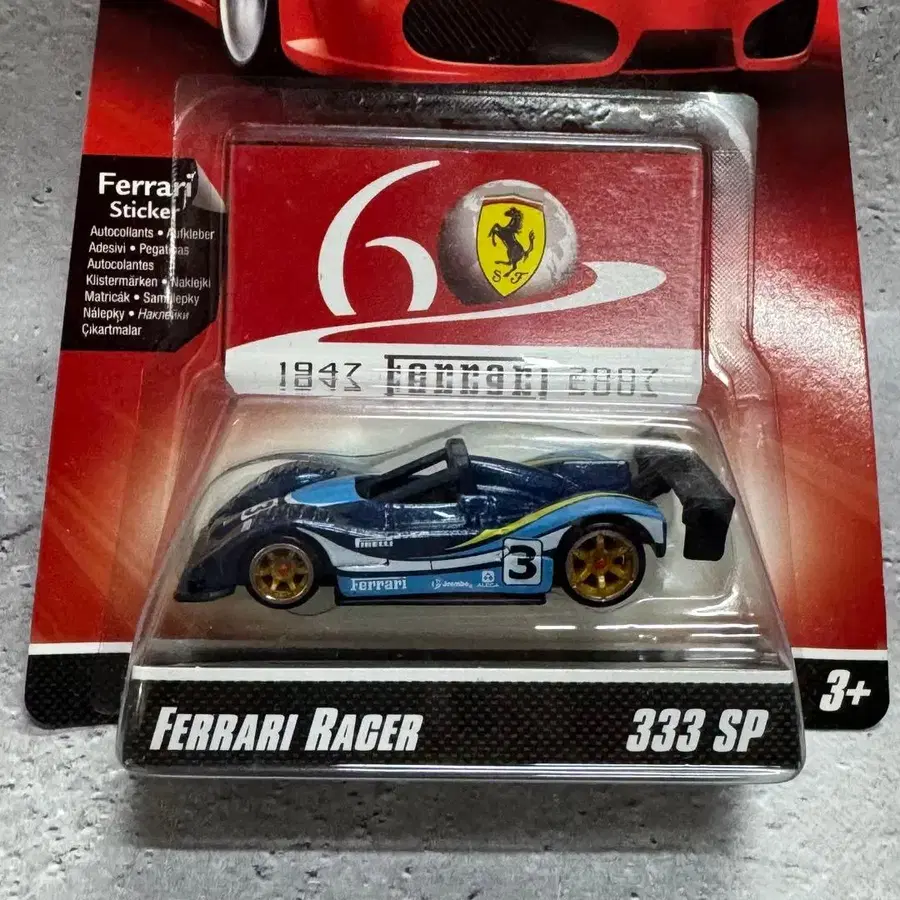 Ferrari
Sticker
Autocollants • Aufkleber
Adesivi • Pegatinas
Autocolantes
Klistermärken • Naklejki
Matricák • Samolepky
Nálepky • Наклейки
Çıkartmalar
60
S F
1947 Ferrari 2007
3
PIRELLI
Ferrari
Brembo
3
FERRARI RACER
333 SP
3+